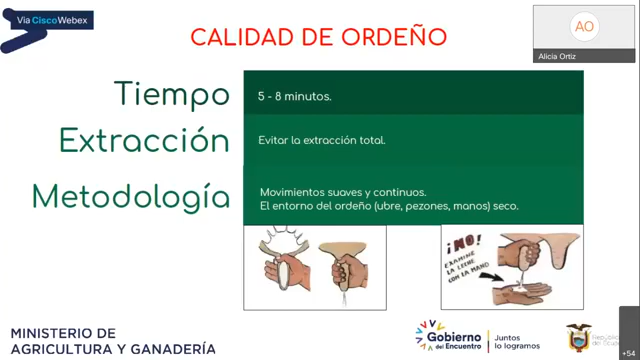 Vía Cisco Webex
CALIDAD DE ORDEÑO
AO
Alicia Ortiz
Tiempo
5 - 8 minutos.
Extracción
Evitar la extracción total.
Metodología
Movimientos suaves y continuos.
El entorno del ordeño (ubre, pezones, manos) seco.
¡NO!
EXAMINE
LA LECHE
CON LA MANO
MINISTERIO DE
AGRICULTURA Y GANADERÍA
Gobierno
del Encuentro
Juntos
lo logramos
República
+54